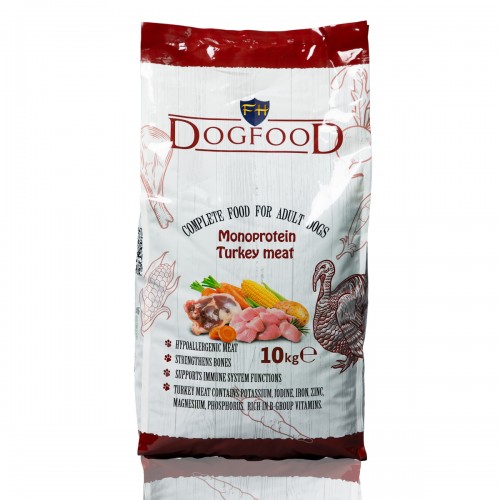 FH
DOGFOOD
COMPLETE FOOD FOR ADULT DOGS
Monoprotein
Turkey meat
10kg℮
HYPOALLERGENIC MEAT
STRENGTHENS BONES
SUPPORTS IMMUNE SYSTEM FUNCTIONS
TURKEY MEAT CONTAINS POTASSIUM, IODINE, IRON, ZINC,
MAGNESIUM, PHOSPHORUS, RICH IN B-GROUP VITAMINS.